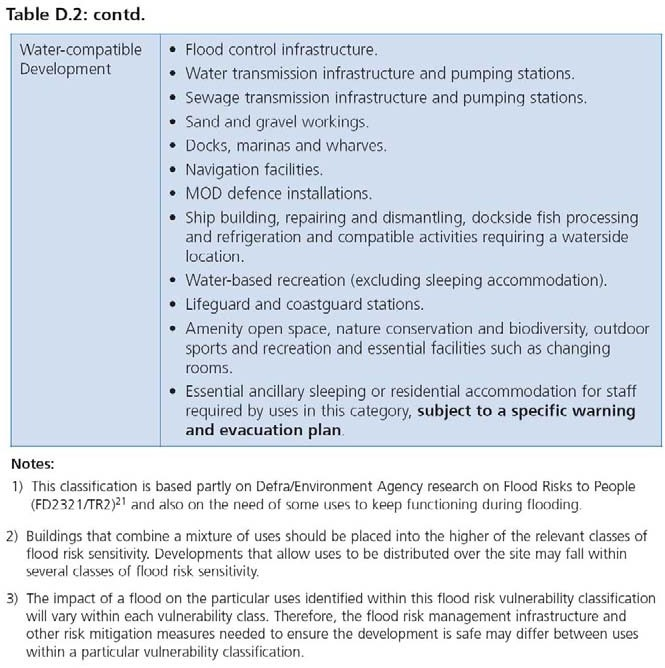 Table D.2: contd.
Water-compatible
Development
• Flood control infrastructure.
• Water transmission infrastructure and pumping stations.
• Sewage transmission infrastructure and pumping stations.
• Sand and gravel workings.
• Docks, marinas and wharves.
• Navigation facilities.
• MOD defence installations.
• Ship building, repairing and dismantling, dockside fish processing
and refrigeration and compatible activities requiring a waterside
location.
• Water-based recreation (excluding sleeping accommodation).
• Lifeguard and coastguard stations.
• Amenity open space, nature conservation and biodiversity, outdoor
sports and recreation and essential facilities such as changing
rooms.
• Essential ancillary sleeping or residential accommodation for staff
required by uses in this category, subject to a specific warning
and evacuation plan.
Notes:
1) This classification is based partly on Defra/Environment Agency research on Flood Risks to People
(FD2321/TR2)21 and also on the need of some uses to keep functioning during flooding.
2) Buildings that combine a mixture of uses should be placed into the higher of the relevant classes of
flood risk sensitivity. Developments that allow uses to be distributed over the site may fall within
several classes of flood risk sensitivity.
3) The impact of a flood on the particular uses identified within this flood risk vulnerability classification
will vary within each vulnerability class. Therefore, the flood risk management infrastructure and
other risk mitigation measures needed to ensure the development is safe may differ between uses
within a particular vulnerability classification.